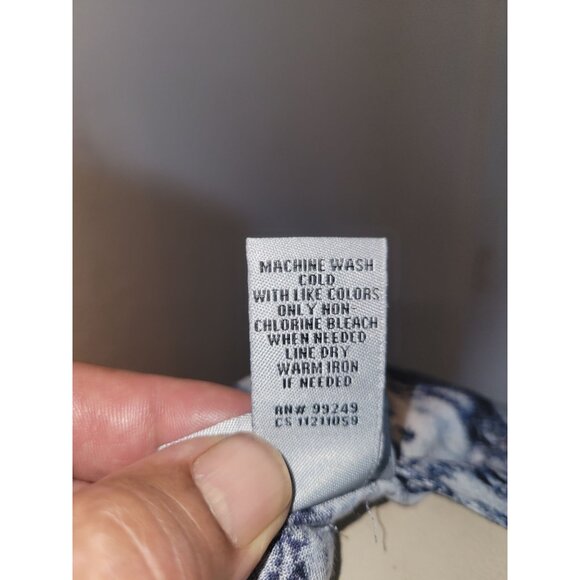 MACHINE WASH
COLD
WITH LIKE COLORS
ONLY NON-
CHLORINE BLEACH
WHEN NEEDED
LINE DRY
WARM IRON
IF NEEDED
RN# 99249
CS 11211059